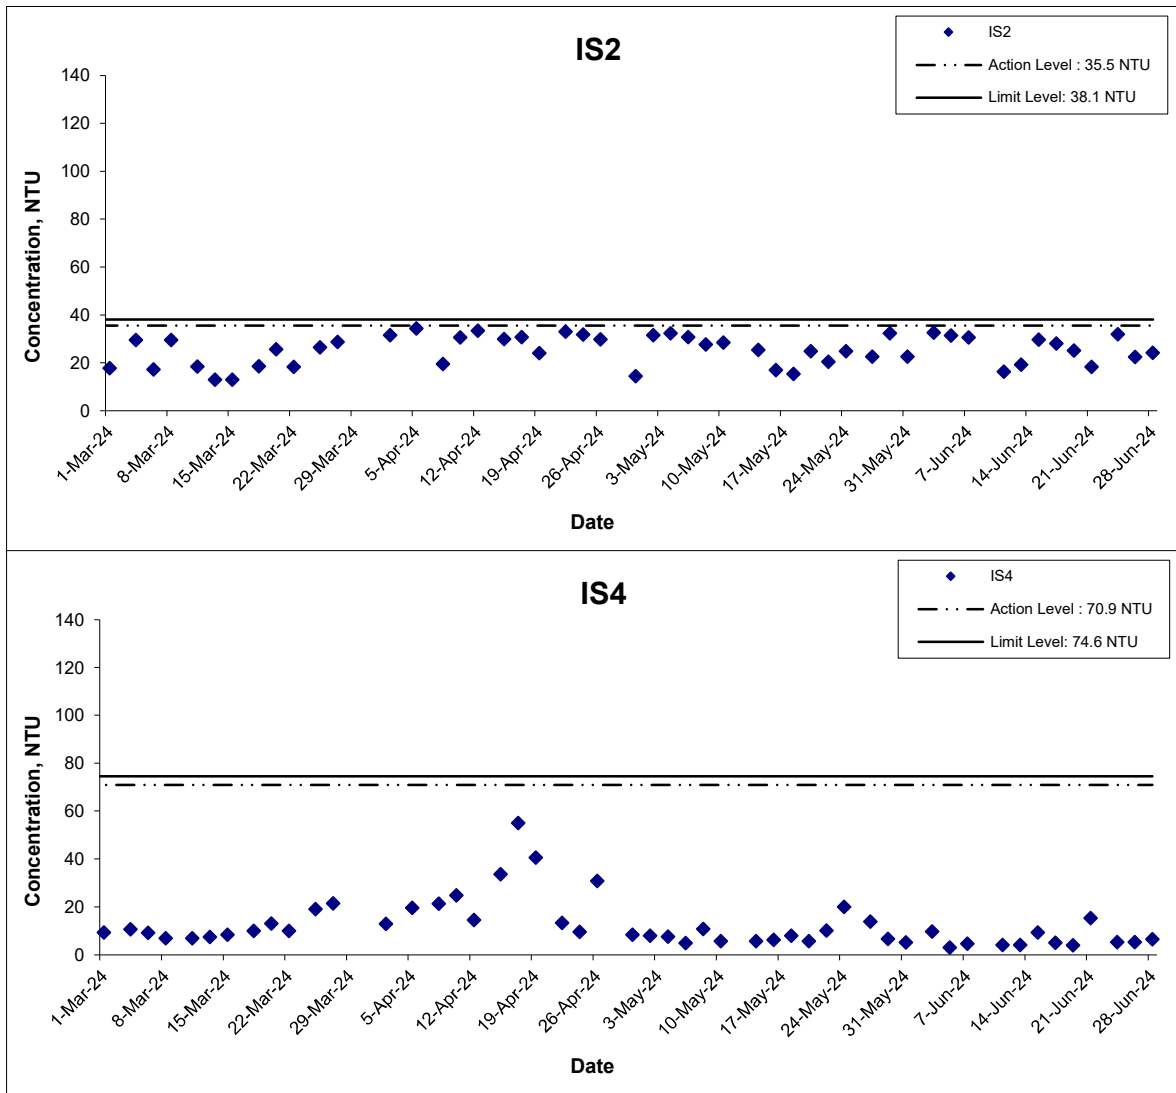 IS2
IS2
Action Level : 35.5 NTU
Limit Level: 38.1 NTU
Concentration, NTU
140
120
100
80
60
40
20
0
1-Mar-24
8-Mar-24
15-Mar-24
22-Mar-24
29-Mar-24
5-Apr-24
12-Apr-24
19-Apr-24
26-Apr-24
3-May-24
10-May-24
17-May-24
24-May-24
31-May-24
7-Jun-24
14-Jun-24
21-Jun-24
28-Jun-24
Date
IS4
IS4
Action Level : 70.9 NTU
Limit Level: 74.6 NTU
Concentration, NTU
140
120
100
80
60
40
20
0
1-Mar-24
8-Mar-24
15-Mar-24
22-Mar-24
29-Mar-24
5-Apr-24
12-Apr-24
19-Apr-24
26-Apr-24
3-May-24
10-May-24
17-May-24
24-May-24
31-May-24
7-Jun-24
14-Jun-24
21-Jun-24
28-Jun-24
Date